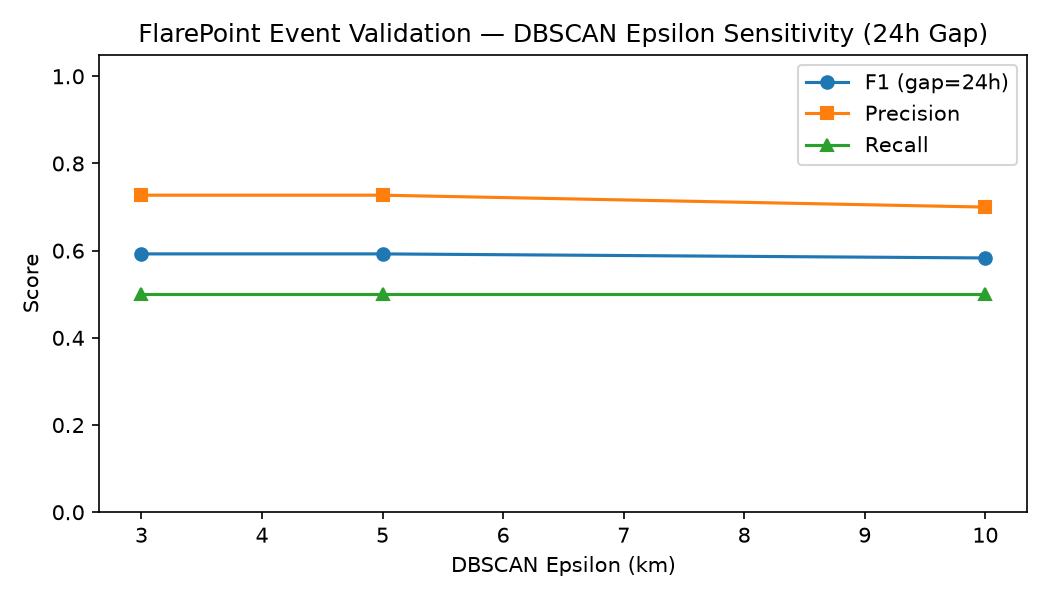 FlarePoint Event Validation — DBSCAN Epsilon Sensitivity (24h Gap)
F1 (gap=24h)
Precision
Recall
Score
1.0
0.8
0.6
0.4
0.2
0.0
3 4 5 6 7 8 9 10
DBSCAN Epsilon (km)